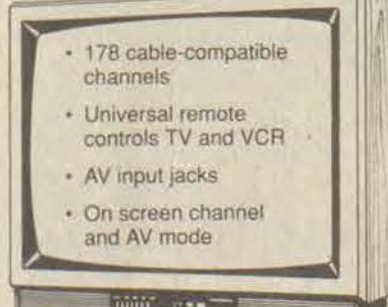 • 178 cable-compatible
channels
• Universal remote
controls TV and VCR
• AV input jacks
• On screen channel
and AV mode